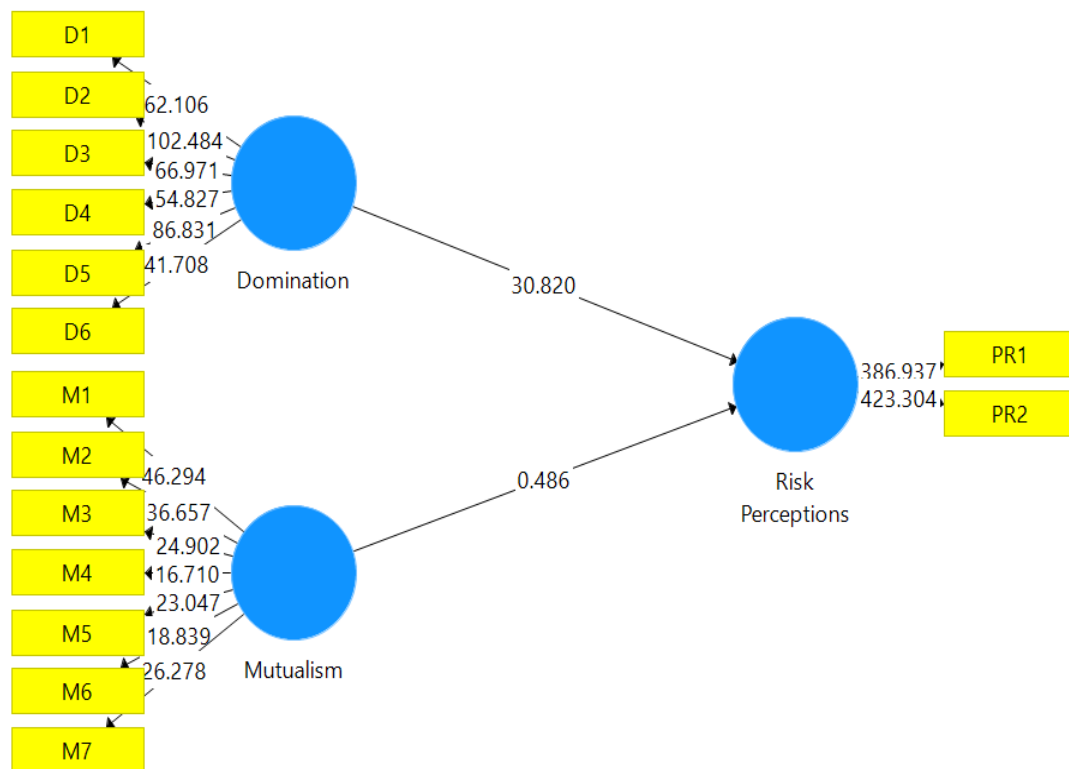 D1
D2
D3
D4
D5
D6
62.106
102.484
66.971
54.827
86.831
41.708
Domination
30.820
M1
M2
M3
M4
M5
M6
M7
46.294
36.657
24.902
16.710
23.047
18.839
26.278
Mutualism
0.486
Risk
Perceptions
386.937
423.304
PR1
PR2